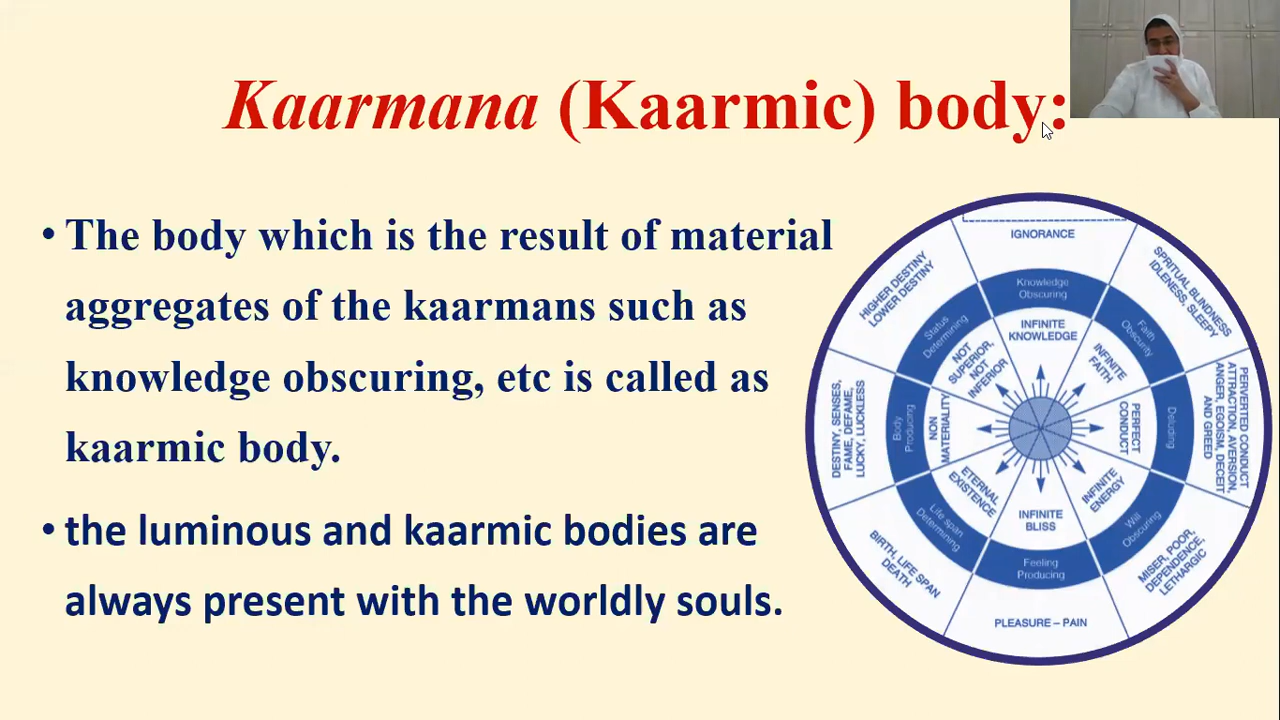 Kaarmana (Kaarmic) body:
• The body which is the result of material
aggregates of the kaarmans such as
knowledge obscuring, etc is called as
kaarmic body.
• the luminous and kaarmic bodies are
always present with the worldly souls.
IGNORANCE
Knowledge
Obscuring
INFINITE
KNOWLEDGE
SPRITUAL BLINDNESS
IDLENESS, SLEEPY
Faith
Obscurity
INFINITE
FAITH
PERVERTED CONDUCT
ATTRACTION, AVERSION,
ANGER, EGOISM, DECEIT
AND GREED
Deluding
PERFECT
CONDUCT
MISER, POOR,
DEPENDENCE,
LETHARGIC
Will
Obscuring
INFINITE
ENERGY
PLEASURE – PAIN
Feeling
Producing
INFINITE
BLISS
BIRTH, LIFE SPAN
DEATH
Life span
Determining
ETERNAL
EXISTENCE
DESTINY, SENSES,
FAME, DEFAME,
LUCKY, LUCKLESS
Body
Producing
NON
MATERIALITY
HIGHER DESTINY
LOWER DESTINY
Status
Determining
NOT
SUPERIOR,
NOT
INFERIOR